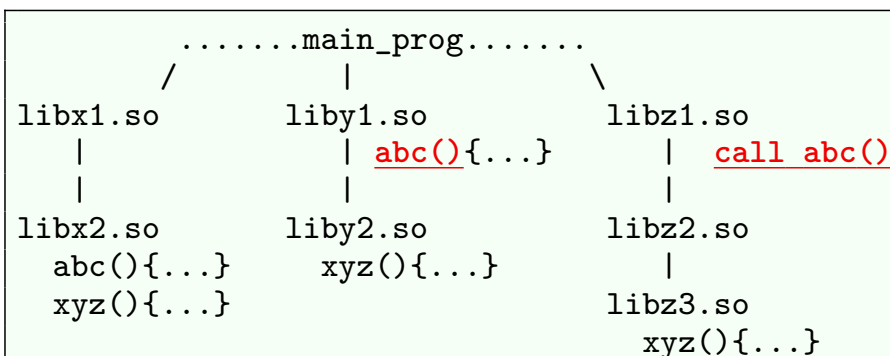 .......main_prog.......
/ | \
libx1.so liby1.so libz1.so
| | abc(){...} | call abc()
| | |
libx2.so liby2.so libz2.so
abc(){...} xyz(){...} |
xyz(){...} libz3.so
xyz(){...}